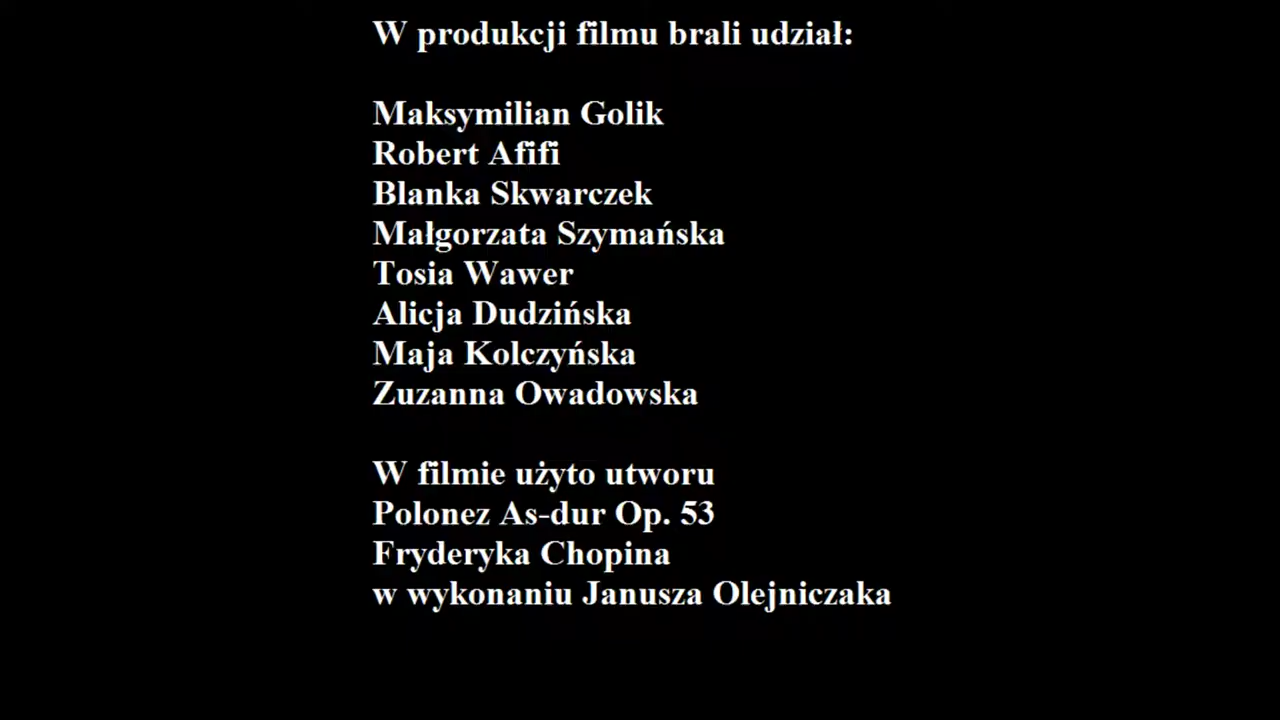 W produkcji filmu brali udział:
Maksymilian Golik
Robert Afifi
Blanka Skwarczek
Małgorzata Szymańska
Tosia Wawer
Alicja Dudzińska
Maja Kolczyńska
Zuzanna Owadowska
W filmie użyto utworu
Polonez As-dur Op. 53
Fryderyka Chopina
w wykonaniu Janusza Olejniczaka